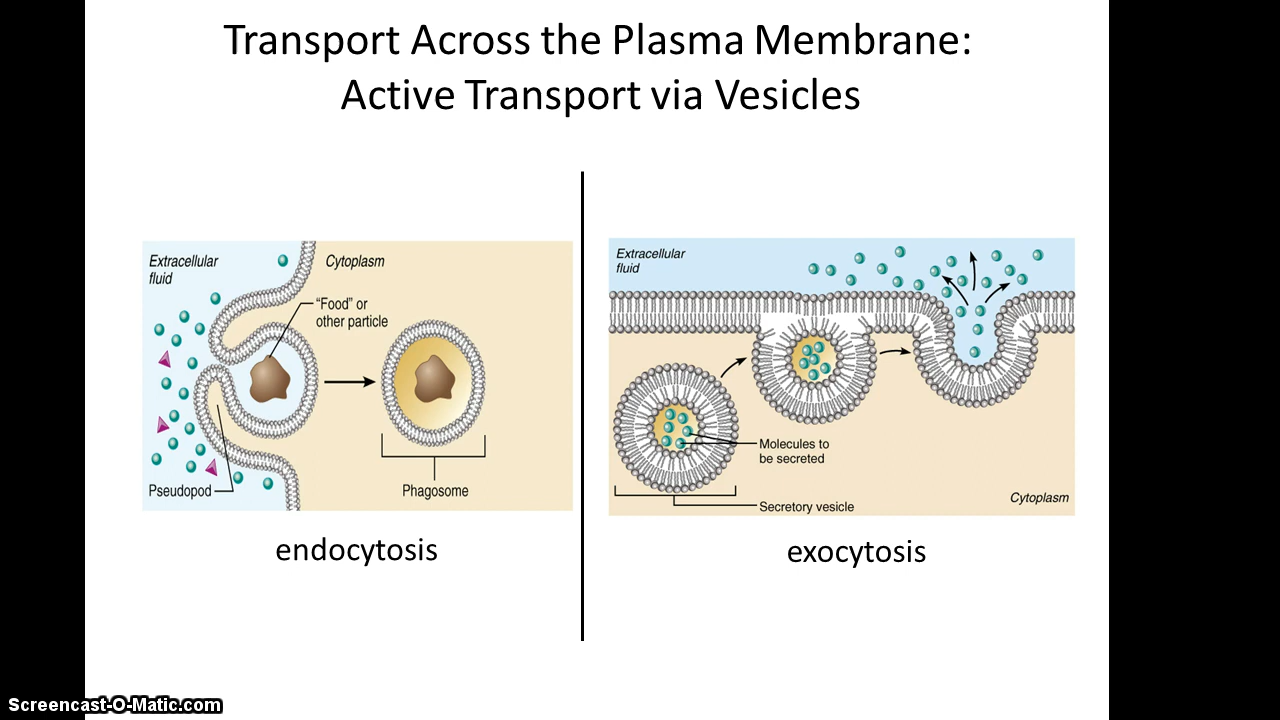 Transport Across the Plasma Membrane:
Active Transport via Vesicles
Extracellular
fluid
Cytoplasm
"Food" or
other particle
Pseudopod
Phagosome
endocytosis
Extracellular
fluid
Molecules to
be secreted
Secretory vesicle
Cytoplasm
exocytosis
Screencast-O-Matic.com